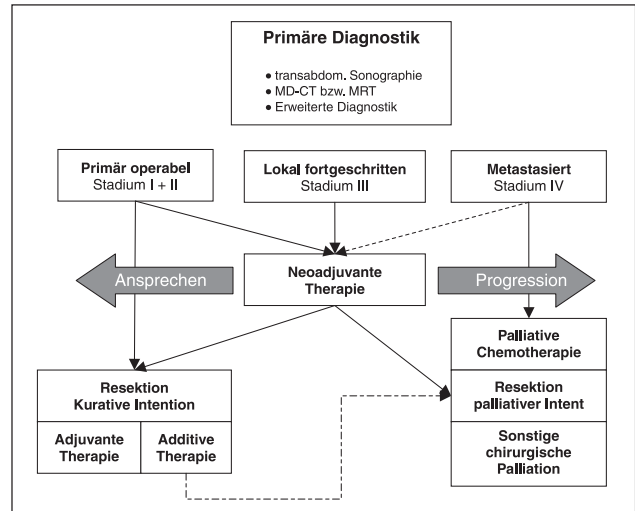 Primäre Diagnostik
• transabdom. Sonographie
• MD-CT bzw. MRT
• Erweiterte Diagnostik
Primär operabel
Stadium I + II
Lokal fortgeschritten
Stadium III
Metastasiert
Stadium IV
Ansprechen
Neoadjuvante
Therapie
Progression
Palliative
Chemotherapie
Resektion
Kurative Intention
Resektion
palliativer Intent
Adjuvante
Therapie
Additive
Therapie
Sonstige
chirurgische
Palliation